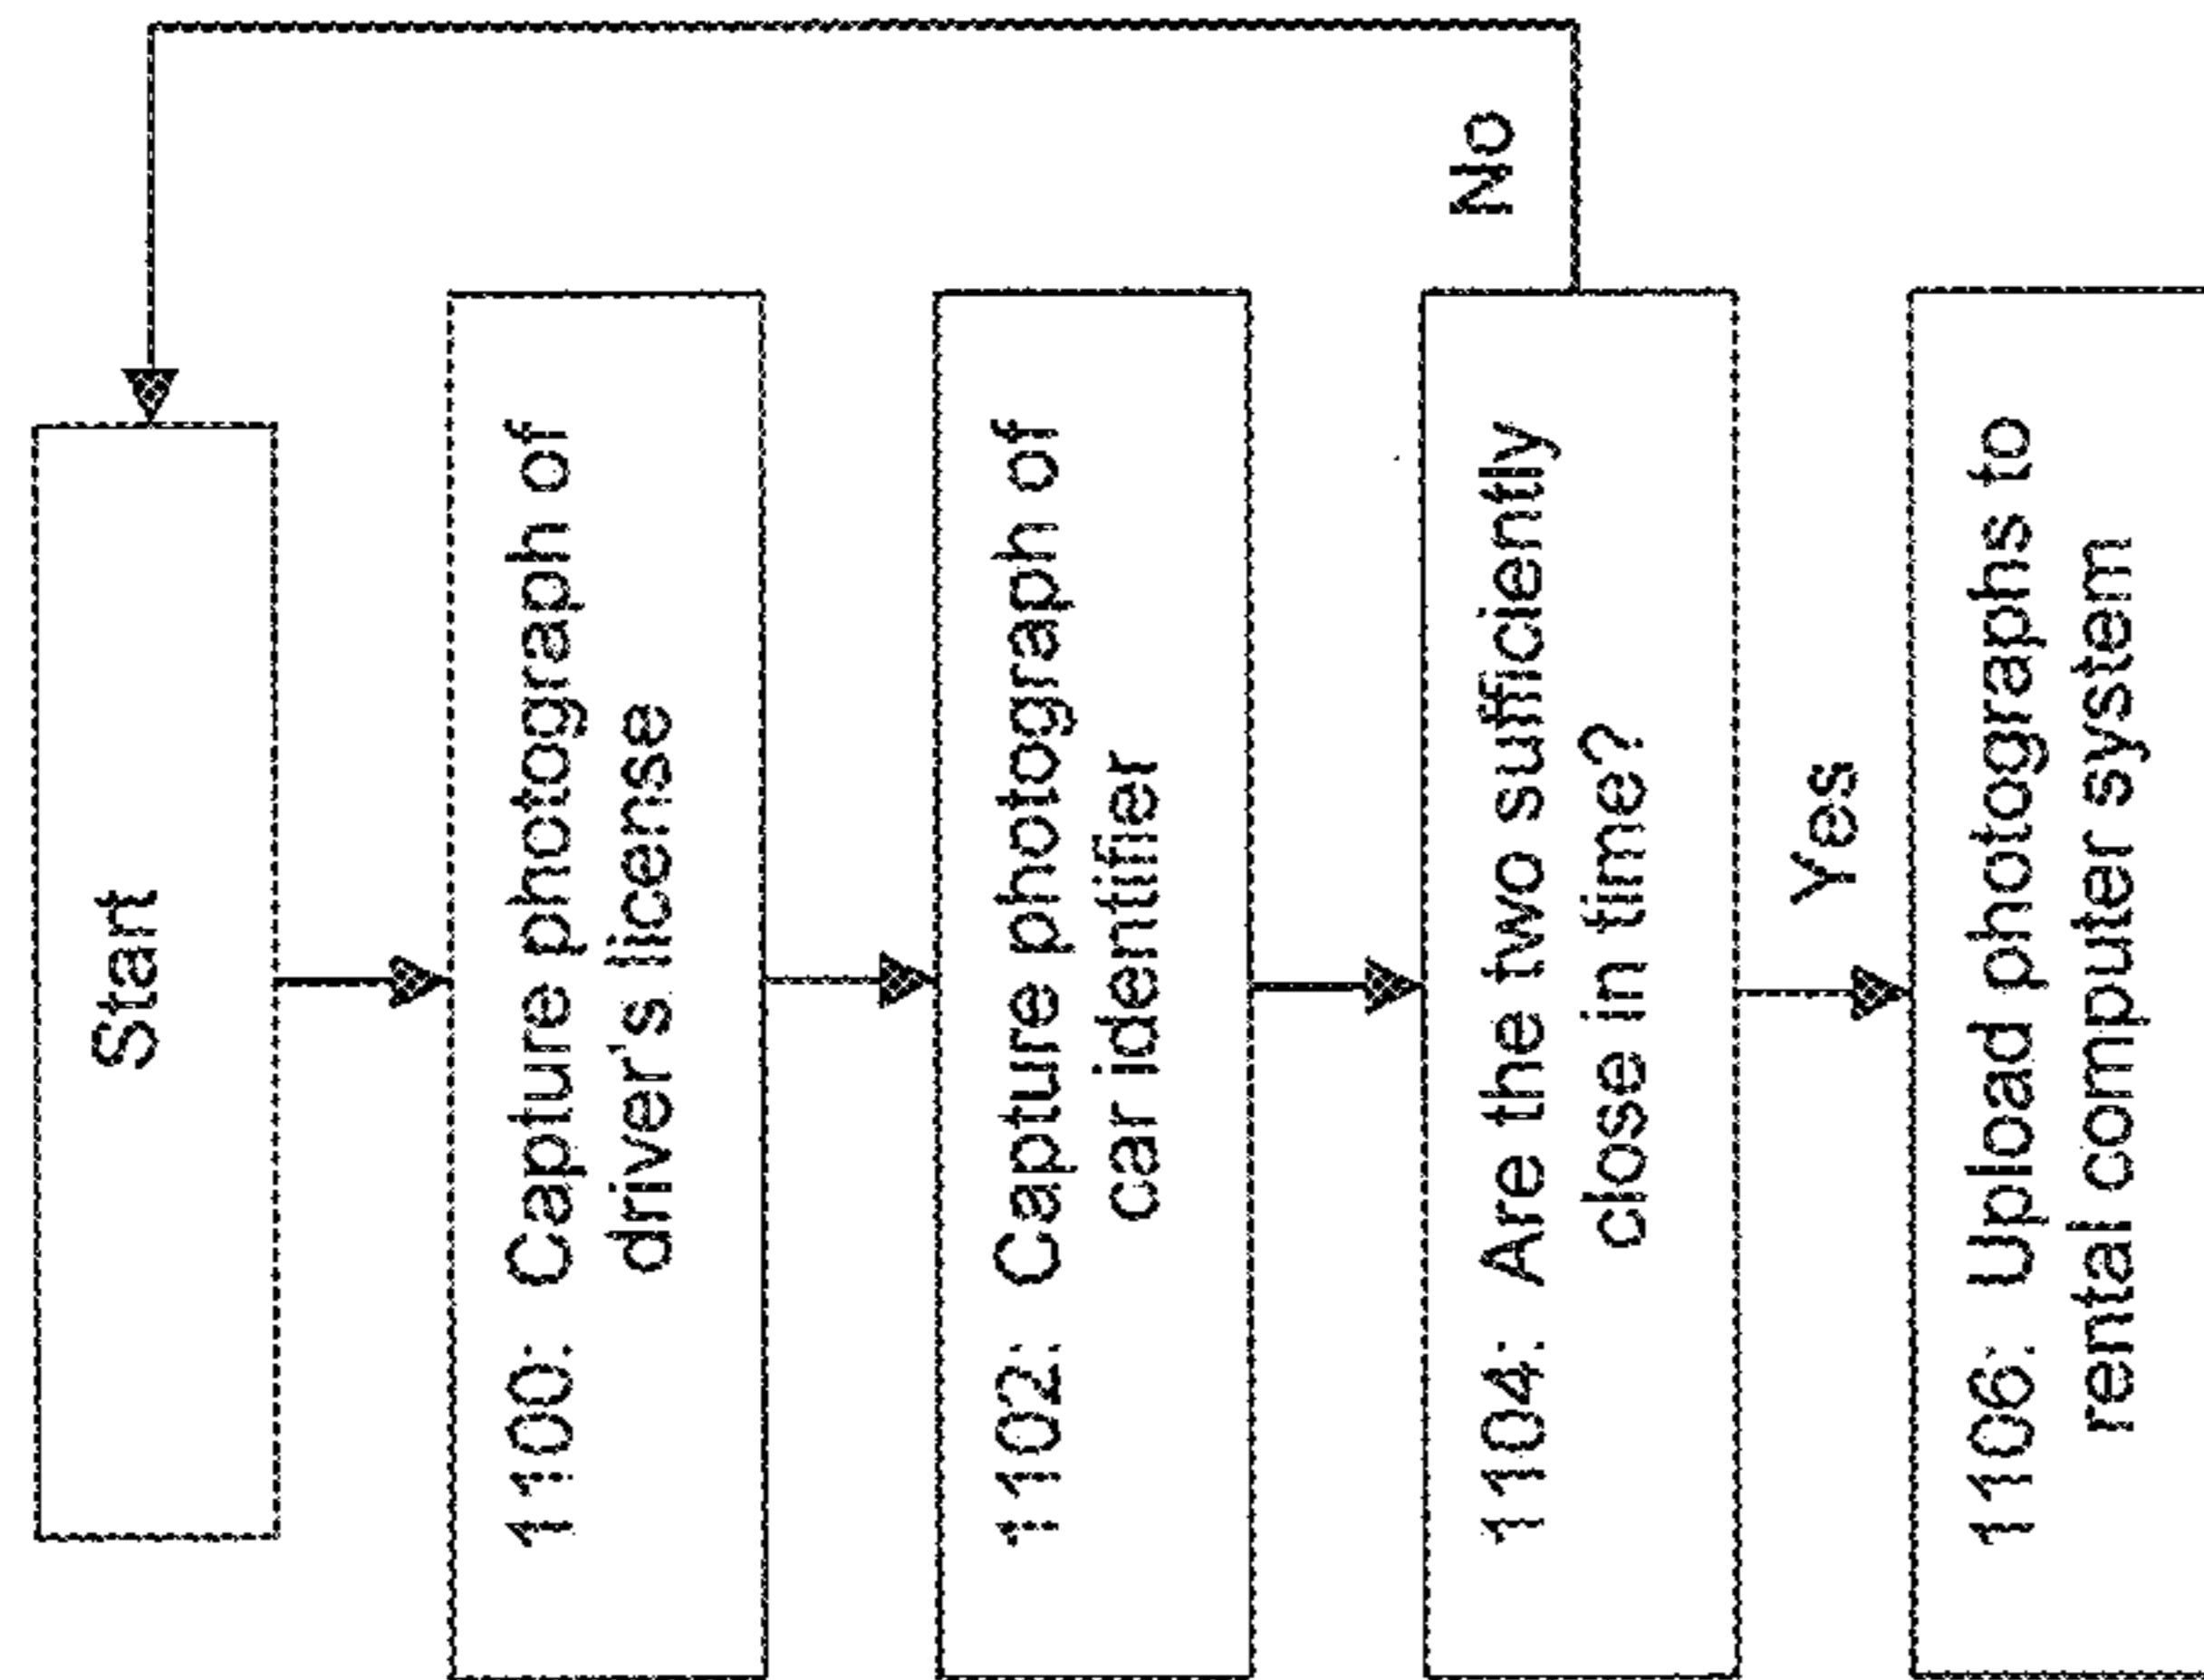 Start
1100: Capture photograph of
driver's license
1102: Capture photograph of
car identifier
1104: Are the two sufficiently
close in time?
No
Yes
1106: Upload photographs to
rental computer system